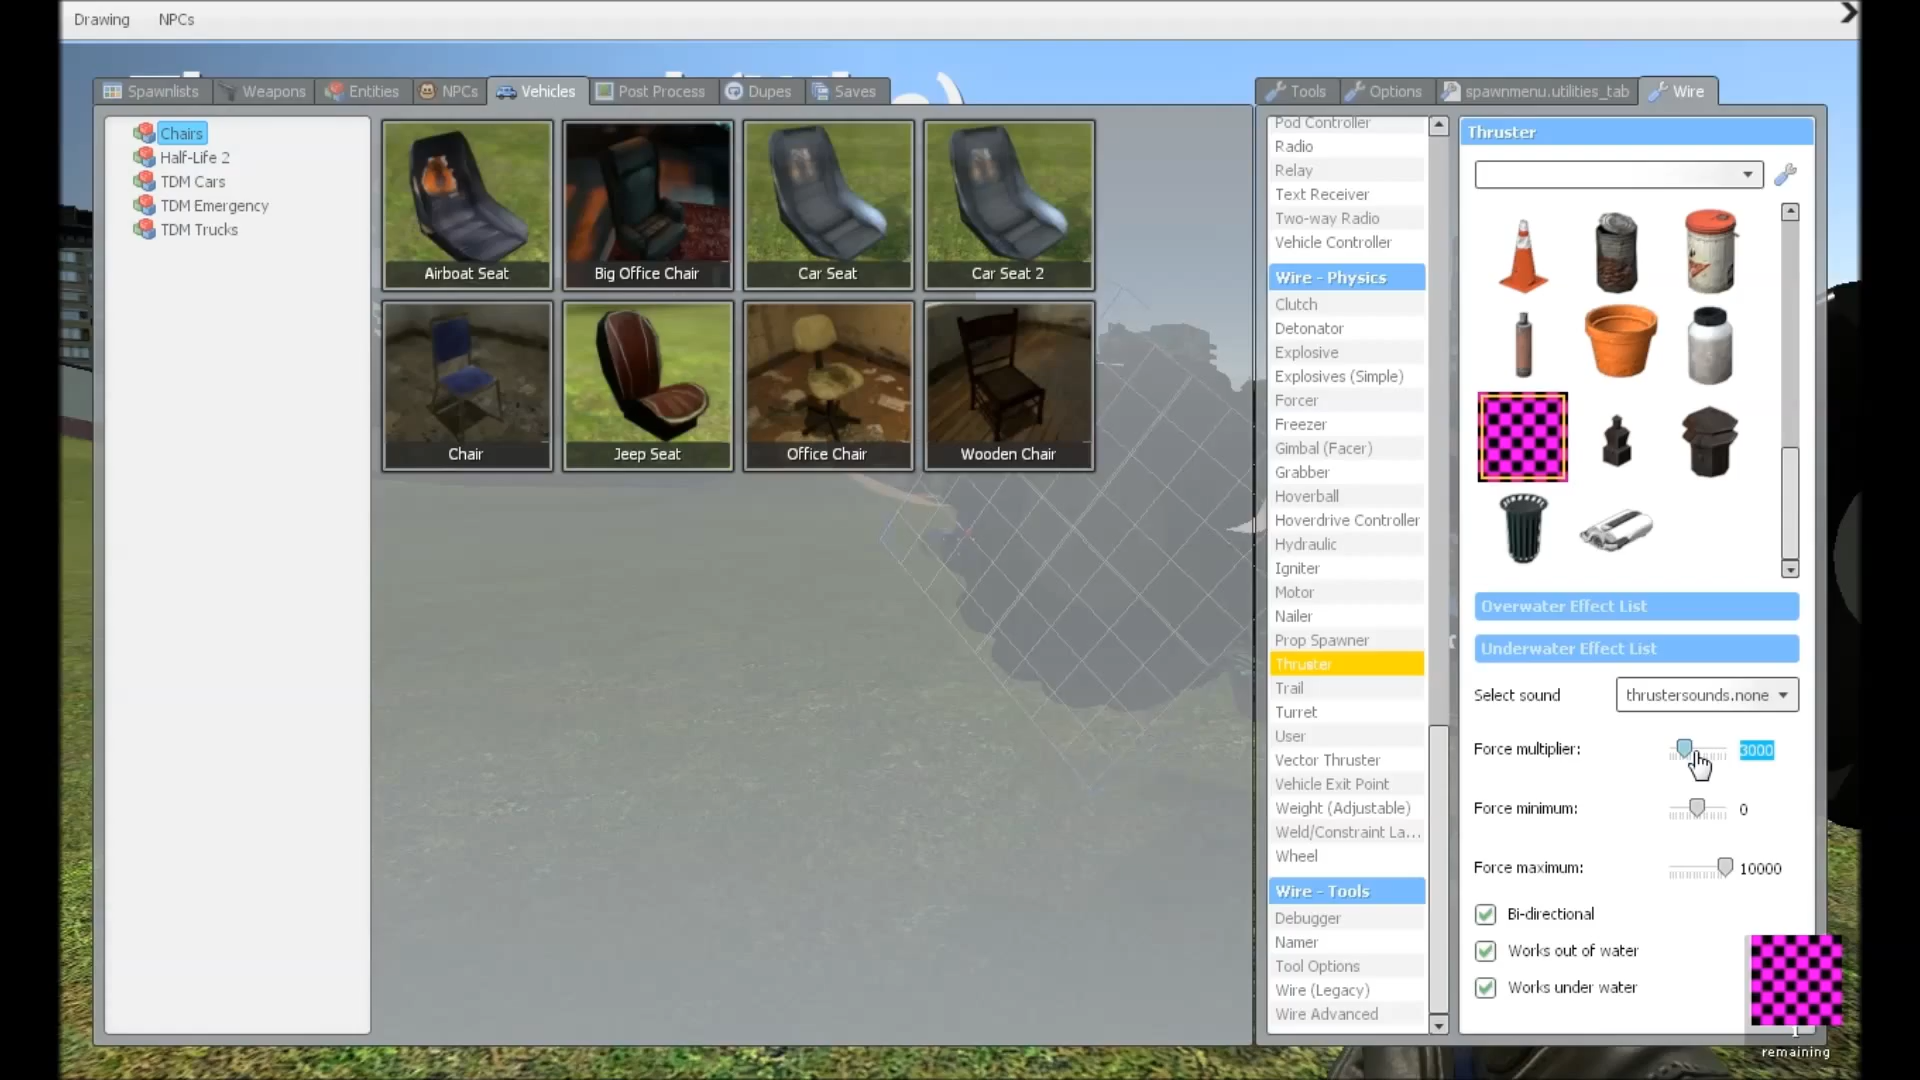 Drawing NPCs
Spawnlists Weapons Entities NPCs Vehicles Post Process Dupes Saves
Tools Options spawnmenu.utilities_tab Wire
Chairs
Half-Life 2
TDM Cars
TDM Emergency
TDM Trucks
Airboat Seat Big Office Chair Car Seat Car Seat 2
Chair Jeep Seat Office Chair Wooden Chair
Pod Controller
Radio
Relay
Text Receiver
Two-way Radio
Vehicle Controller
Wire - Physics
Clutch
Detonator
Explosive
Explosives (Simple)
Forcer
Freezer
Gimbal (Facer)
Grabber
Hoverball
Hoverdrive Controller
Hydraulic
Igniter
Motor
Nailer
Prop Spawner
Thruster
Trail
Turret
User
Vector Thruster
Vehicle Exit Point
Weight (Adjustable)
Weld/Constraint La...
Wheel
Wire - Tools
Debugger
Namer
Tool Options
Wire (Legacy)
Wire Advanced
Thruster
Overwater Effect List
Underwater Effect List
Select sound thrustersounds.none
Force multiplier: 3000
Force minimum: 0
Force maximum: 10000
Bi-directional
Works out of water
Works under water
remaining